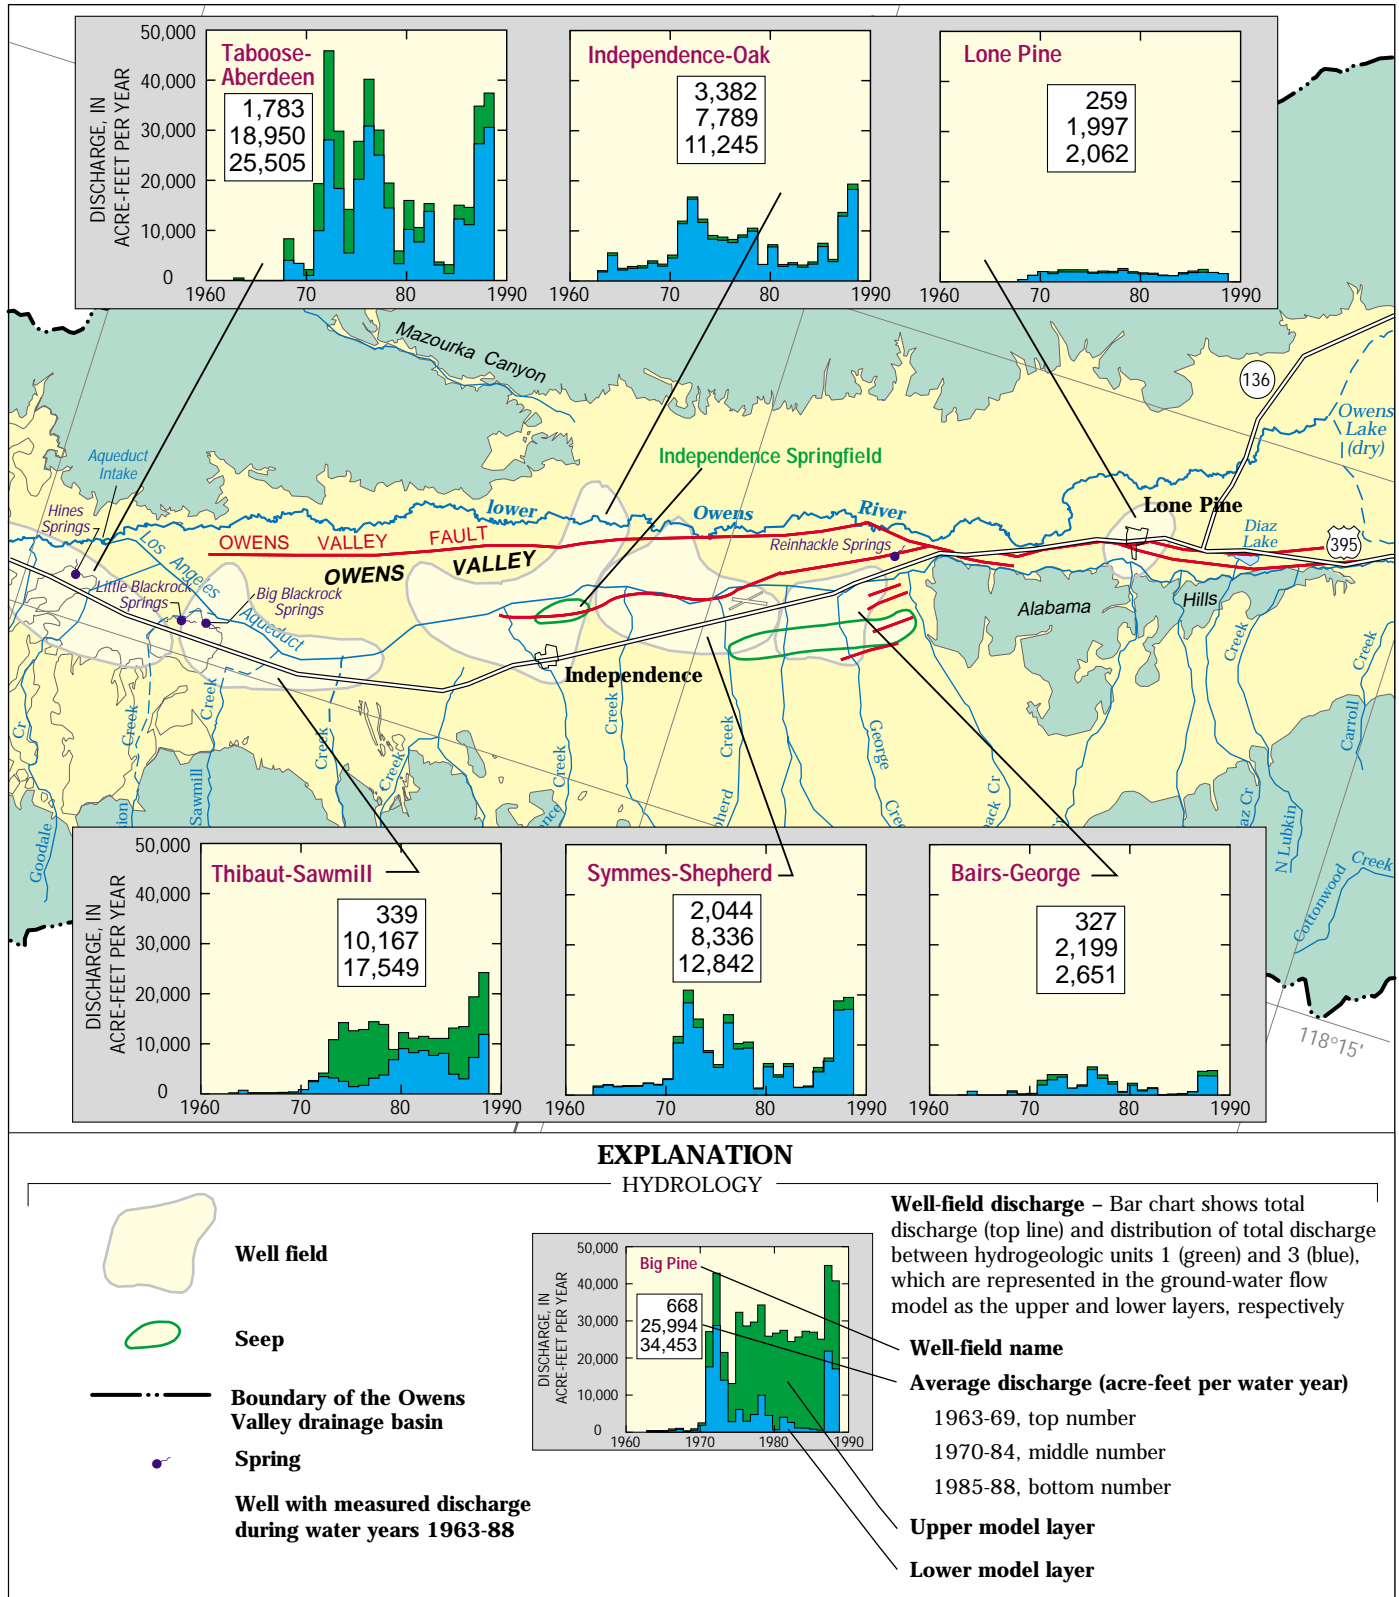 50,000
40,000
30,000
20,000
10,000
0
DISCHARGE, IN
ACRE-FEET PER YEAR
Taboose-
Aberdeen
1,783
18,950
25,505
1960
70
80
1990
Independence-Oak
3,382
7,789
11,245
1960
70
80
1990
Lone Pine
259
1,997
2,062
1960
70
80
1990
Mazourka Canyon
136
Owens
Lake
(dry)
Aqueduct
Intake
Independence Springfield
Hines
Springs
lower
Owens
River
Lone Pine
OWENS VALLEY FAULT
Los Angeles
Aqueduct
OWENS VALLEY
Reinhackle Springs
Diaz
Lake
395
Little Blackrock
Springs
Big Blackrock
Springs
Alabama
Hills
Independence
Cr
Goodale
Creek
sion
Creek
Sawmill
Creek
Creek
Creek
nce
Creek
Creek
pherd
George
Cree
back Cr
Cr
Creek
az Cr
N Lubkin
Creek
Carroll
Cottonwood
Creek
118°15'
50,000
40,000
30,000
20,000
10,000
0
DISCHARGE, IN
ACRE-FEET PER YEAR
Thibaut-Sawmill
339
10,167
17,549
1960
70
80
1990
Symmes-Shepherd
2,044
8,336
12,842
1960
70
80
1990
Bairs-George
327
2,199
2,651
1960
70
80
1990
EXPLANATION
HYDROLOGY
Well field
Seep
Boundary of the Owens
Valley drainage basin
Spring
Well with measured discharge
during water years 1963-88
50,000
40,000
30,000
20,000
10,000
0
DISCHARGE, IN
ACRE-FEET PER YEAR
Big Pine
668
25,994
34,453
1960
1970
1980
1990
Well-field discharge – Bar chart shows total
discharge (top line) and distribution of total discharge
between hydrogeologic units 1 (green) and 3 (blue),
which are represented in the ground-water flow
model as the upper and lower layers, respectively
Well-field name
Average discharge (acre-feet per water year)
1963-69, top number
1970-84, middle number
1985-88, bottom number
Upper model layer
Lower model layer